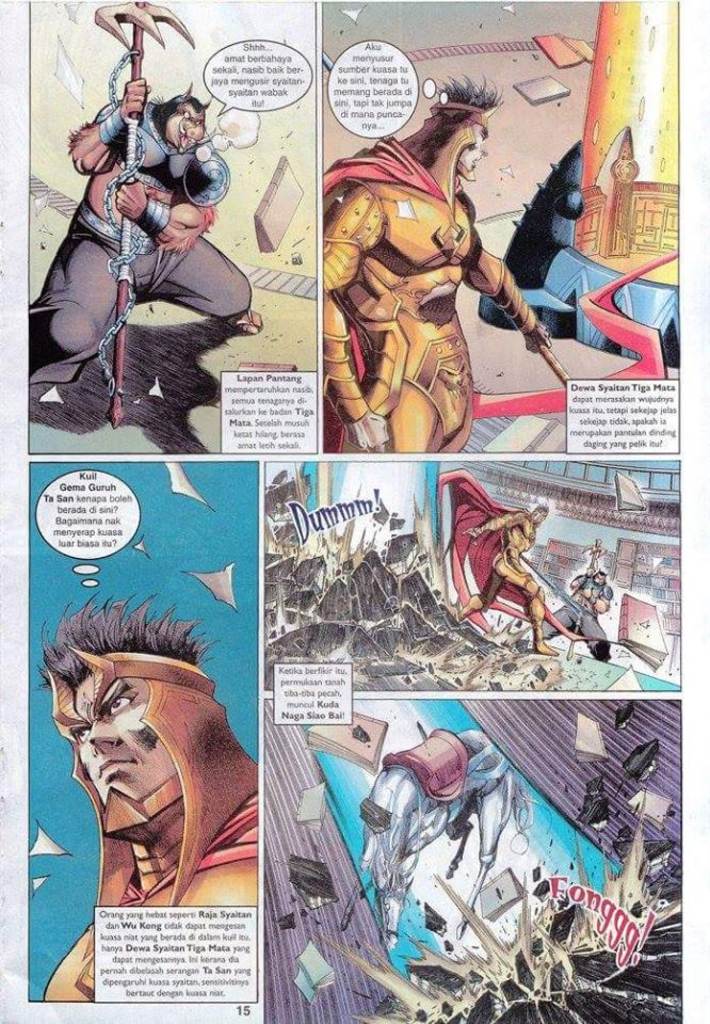 Shhh...
amat berbahaya
sekali, nasib baik ber-
jaya mengusir syaitan-
syaitan wabak
itu!
Lapan Pantang
mempertaruhkan nasib,
semua tenaganya di-
salurkan ke badan Tiga
Mata. Setelah musuh
ketas hilang, berasa
amat letih sekali.
Aku
menyusur
sumber kuasa tu
ke sini, tenaga tu
memang berada di
sini, tapi tak jumpa
di mana punca-
nya...
Dewa Syaitan Tiga Mata
dapat merasakan wujudnya
kuasa itu, tetapi sekejap jelas
sekejap tidak, apakah ia
merupakan pantulan dinding
daging yang pelik itu?
Kuil
Gema Guruh
Ta San kenapa boleh
berada di sini?
Bagaimana nak
menyerap kuasa
luar biasa itu?
Orang yang hebat seperti Raja Syaitan
dan Wu Kong tidak dapat mengesan
kuasa niat yang berada di dalam kuil itu,
hanya Dewa Syaitan Tiga Mata yang
dapat mengesannya. Ini kerana dia
pernah dibelasah serangan Ta San yang
dipengaruhi kuasa syaitan, sensitivitinya
bertaut dengan kuasa niat.
Dummm!
Ketika berfikir itu,
permukaan tanah
tiba-tiba pecah,
muncul Kuda
Naga Siao Bai!
Fonggg!
15